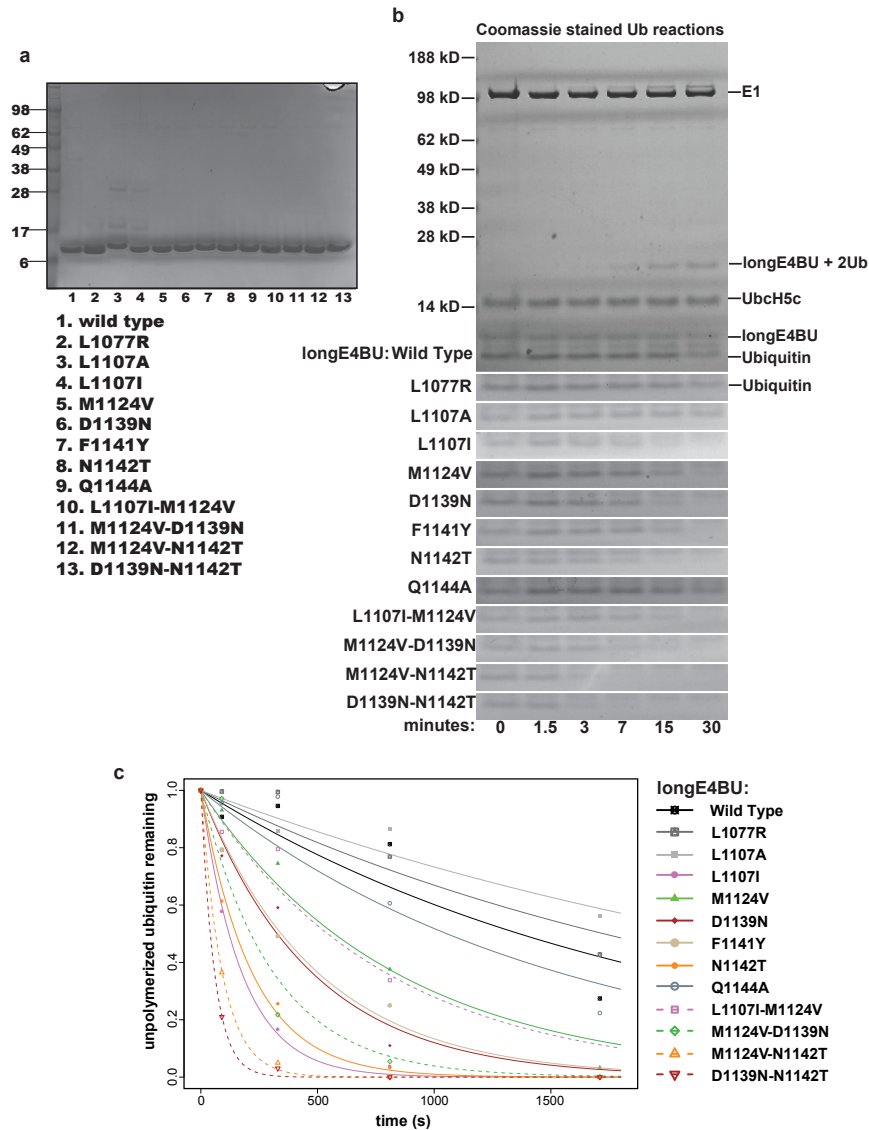 a
98
62
49
38
28
17
6
1 2 3 4 5 6 7 8 9 10 11 12 13
1. wild type
2. L1077R
3. L1107A
4. L1107I
5. M1124V
6. D1139N
7. F1141Y
8. N1142T
9. Q1144A
10. L1107I-M1124V
11. M1124V-D1139N
12. M1124V-N1142T
13. D1139N-N1142T
b
Coomassie stained Ub reactions
188 kD
98 kD
62 kD
49 kD
38 kD
28 kD
14 kD
E1
longE4BU + 2Ub
UbcH5c
longE4BU
Ubiquitin
Ubiquitin
longE4BU: Wild Type
L1077R
L1107A
L1107I
M1124V
D1139N
F1141Y
N1142T
Q1144A
L1107I-M1124V
M1124V-D1139N
M1124V-N1142T
D1139N-N1142T
minutes: 0 1.5 3 7 15 30
c
unpolymerized ubiquitin remaining
1.0
0.8
0.6
0.4
0.2
0.0
0 500 1000 1500
time (s)
longE4BU:
Wild Type
L1077R
L1107A
L1107I
M1124V
D1139N
F1141Y
N1142T
Q1144A
L1107I-M1124V
M1124V-D1139N
M1124V-N1142T
D1139N-N1142T